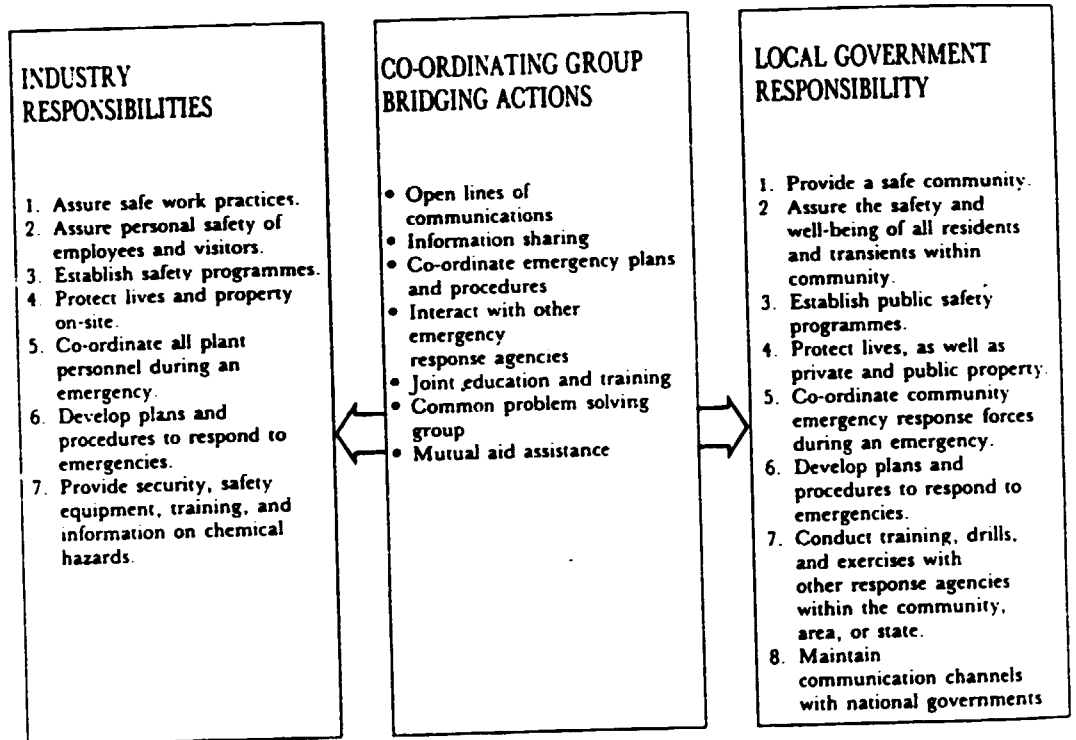 INDUSTRY
RESPONSIBILITIES
1. Assure safe work practices.
2. Assure personal safety of
employees and visitors.
3. Establish safety programmes.
4. Protect lives and property
on-site.
5. Co-ordinate all plant
personnel during an
emergency.
6. Develop plans and
procedures to respond to
emergencies.
7. Provide security, safety
equipment, training, and
information on chemical
hazards.
CO-ORDINATING GROUP
BRIDGING ACTIONS
• Open lines of
communications
• Information sharing
• Co-ordinate emergency plans
and procedures
• Interact with other
emergency
response agencies
• Joint education and training
• Common problem solving
group
• Mutual aid assistance
LOCAL GOVERNMENT
RESPONSIBILITY
1. Provide a safe community.
2 Assure the safety and
well-being of all residents
and transients within
community.
3. Establish public safety
programmes.
4. Protect lives, as well as
private and public property.
5. Co-ordinate community
emergency response forces
during an emergency.
6. Develop plans and
procedures to respond to
emergencies.
7. Conduct training, drills,
and exercises with
other response agencies
within the community,
area, or state.
8. Maintain
communication channels
with national governments